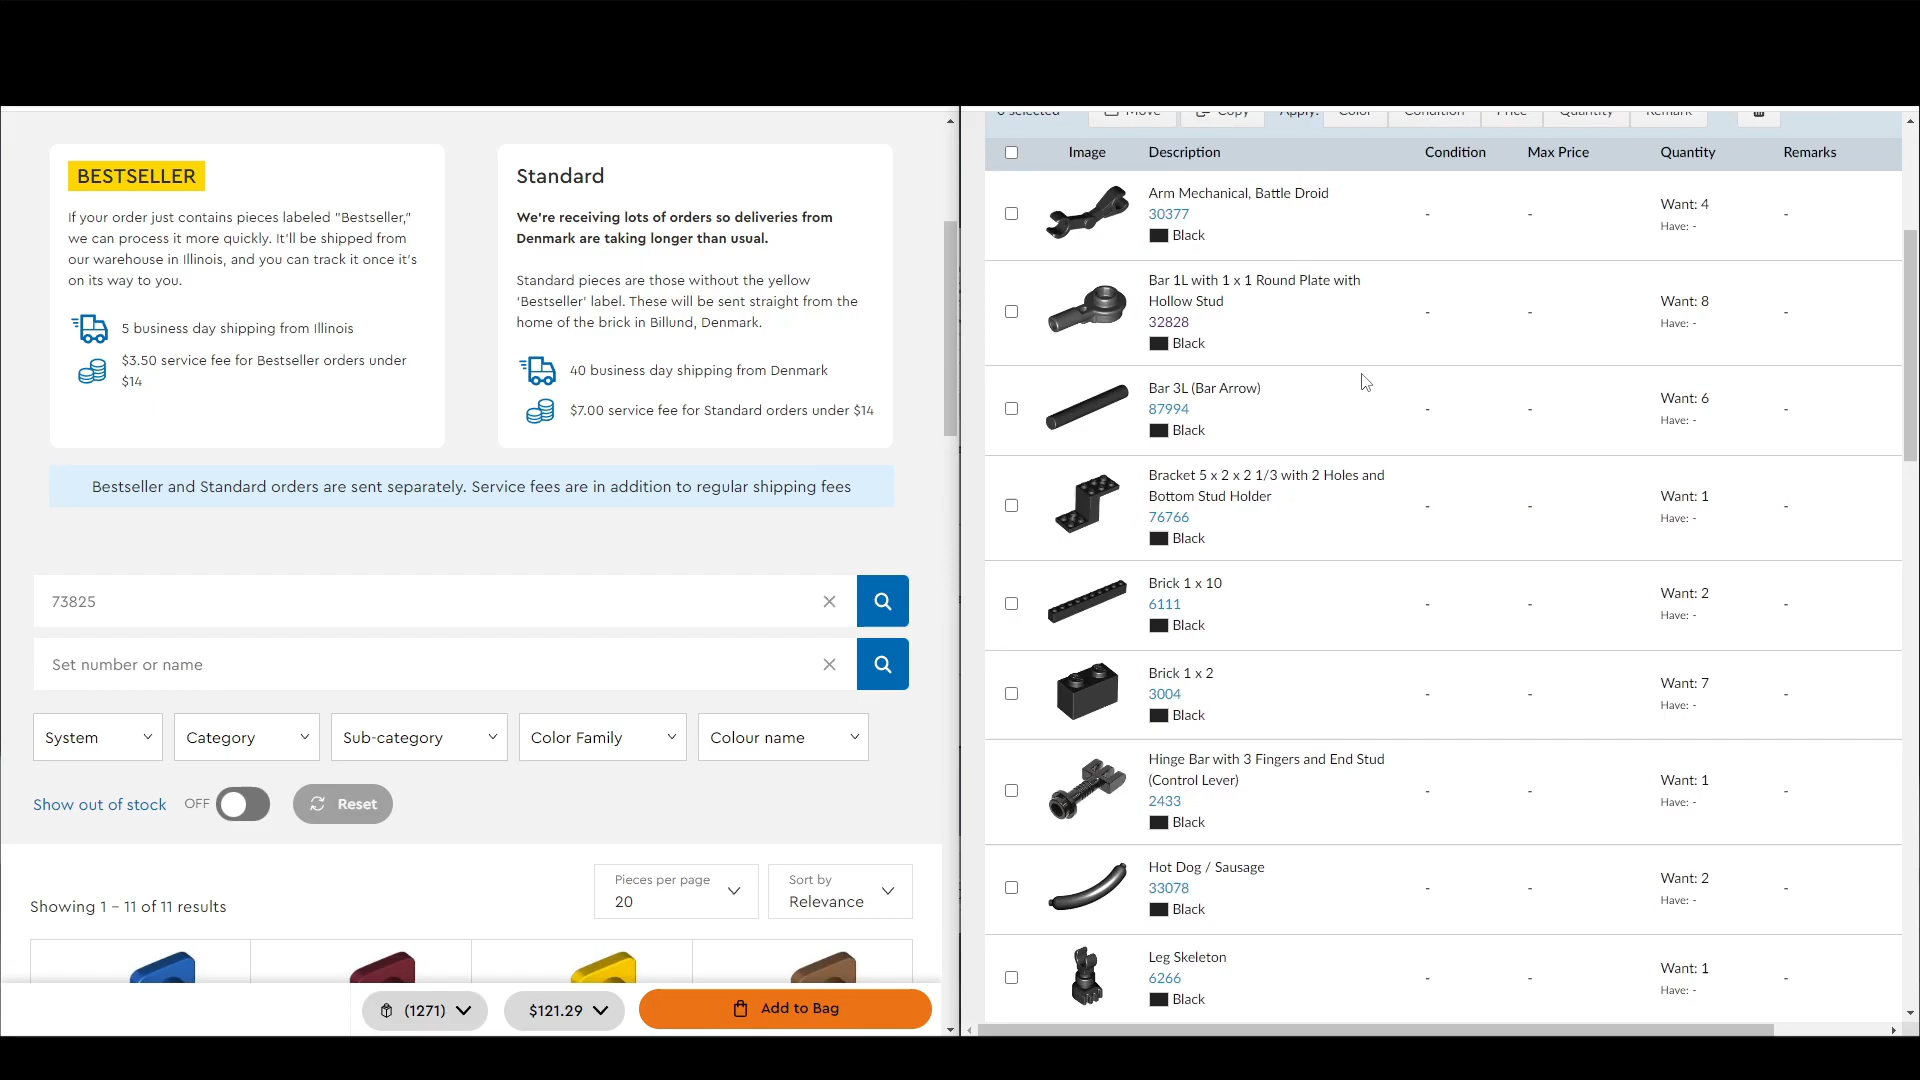 BESTSELLER
If your order just contains pieces labeled "Bestseller,"
we can process it more quickly. It'll be shipped from
our warehouse in Illinois, and you can track it once it's
on its way to you.
5 business day shipping from Illinois
$3.50 service fee for Bestseller orders under
$14
Standard
We're receiving lots of orders so deliveries from
Denmark are taking longer than usual.
Standard pieces are those without the yellow
'Bestseller' label. These will be sent straight from the
home of the brick in Billund, Denmark.
40 business day shipping from Denmark
$7.00 service fee for Standard orders under $14
Bestseller and Standard orders are sent separately. Service fees are in addition to regular shipping fees
73825
Set number or name
System
Category
Sub-category
Color Family
Colour name
Show out of stock
OFF
Reset
Showing 1 - 11 of 11 results
Pieces per page
20
Sort by
Relevance
(1271)
$121.29
Add to Bag
0 selected
Move
Copy
Apply:
Color
Condition
Price
Quantity
Remark
Image Description Condition Max Price Quantity Remarks
Arm Mechanical, Battle Droid
30377
Black
-
-
Want: 4
Have: -
-
Bar 1L with 1 x 1 Round Plate with
Hollow Stud
32828
Black
-
-
Want: 8
Have: -
-
Bar 3L (Bar Arrow)
87994
Black
-
-
Want: 6
Have: -
-
Bracket 5 x 2 x 2 1/3 with 2 Holes and
Bottom Stud Holder
76766
Black
-
-
Want: 1
Have: -
-
Brick 1 x 10
6111
Black
-
-
Want: 2
Have: -
-
Brick 1 x 2
3004
Black
-
-
Want: 7
Have: -
-
Hinge Bar with 3 Fingers and End Stud
(Control Lever)
2433
Black
-
-
Want: 1
Have: -
-
Hot Dog / Sausage
33078
Black
-
-
Want: 2
Have: -
-
Leg Skeleton
6266
Black
-
-
Want: 1
Have: -
-